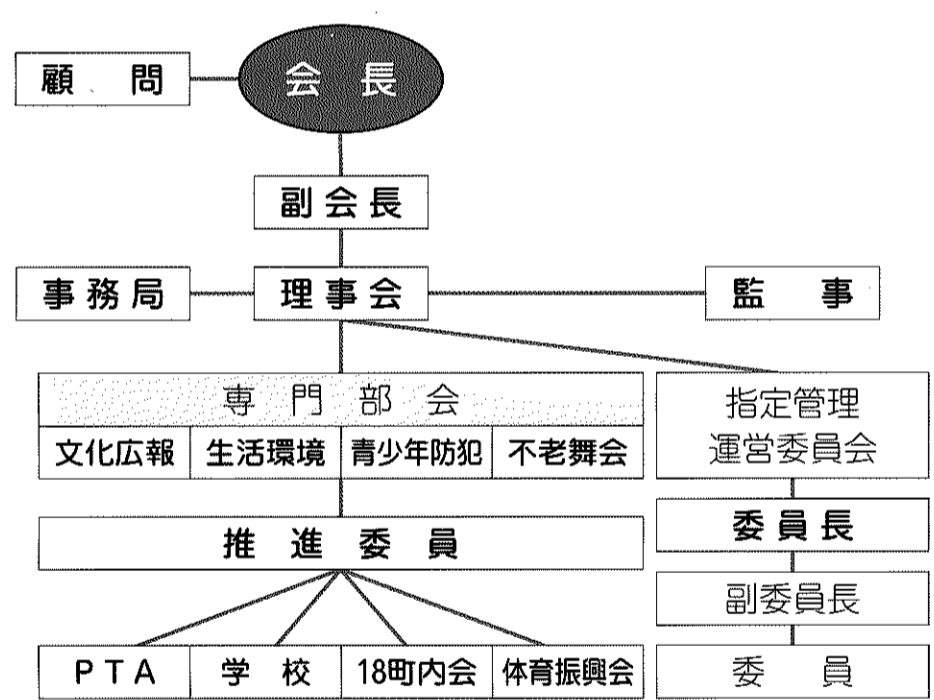 顧問
会長
副会長
事務局
理事会
監事
専門部会
文化広報
生活環境
青少年防犯
不老舞会
指定管理
運営委員会
推進委員
委員長
副委員長
PTA
学校
18町内会
体育振興会
委員